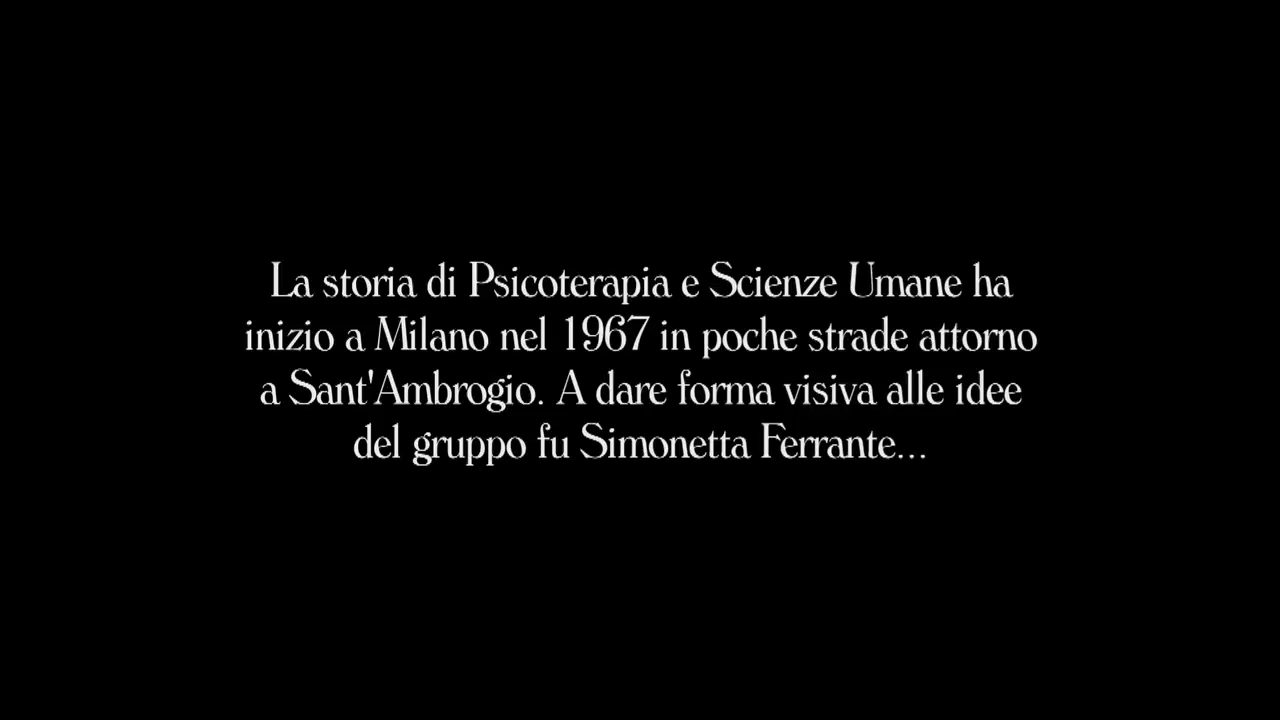 La storia di Psicoterapia e Scienze Umane ha
inizio a Milano nel 1967 in poche strade attorno
a Sant'Ambrogio. A dare forma visiva alle idee
del gruppo fu Simonetta Ferrante...